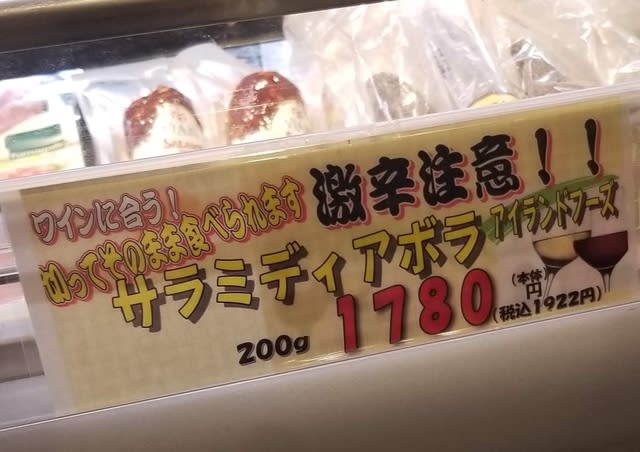 ワインに合う！
切ってそのまま食べられます
激辛注意！！
サラミディアボラ
アイランドフーズ
200g
1780
(本体)
円
(税込1922円)